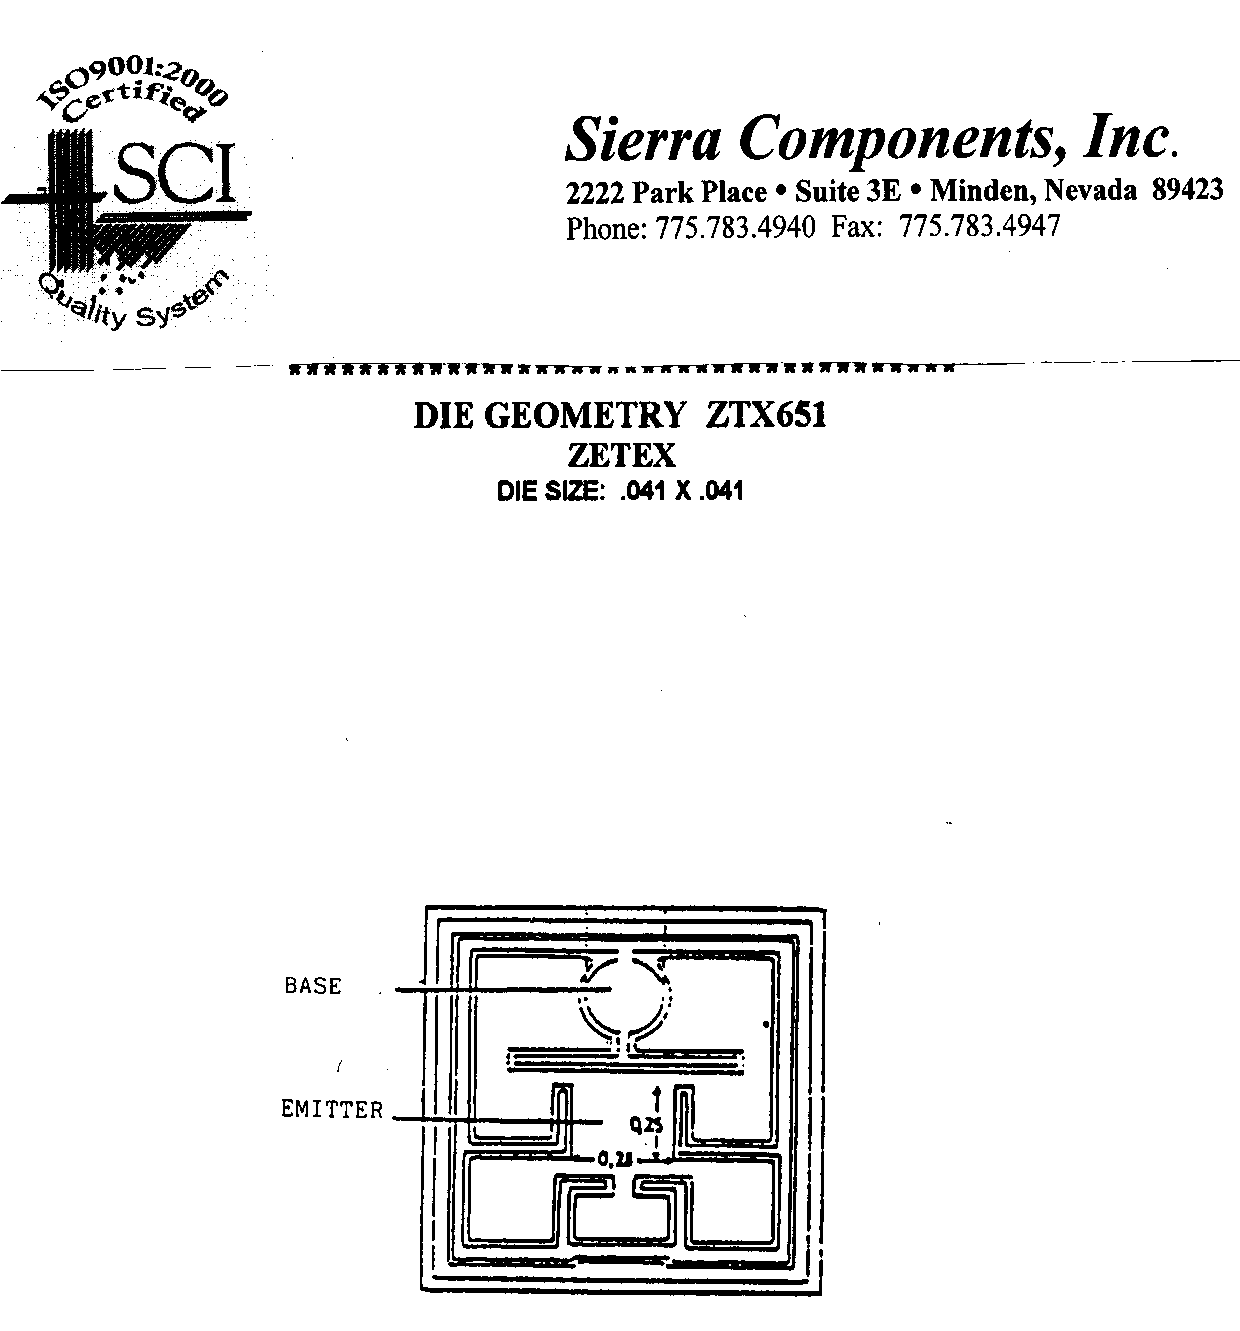 ISO9001:2000
Certified
SCI
Quality System
Sierra Components, Inc.
2222 Park Place • Suite 3E • Minden, Nevada 89423
Phone: 775.783.4940 Fax: 775.783.4947
DIE GEOMETRY ZTX651
ZETEX
DIE SIZE: .041 X .041
BASE
EMITTER
0,25